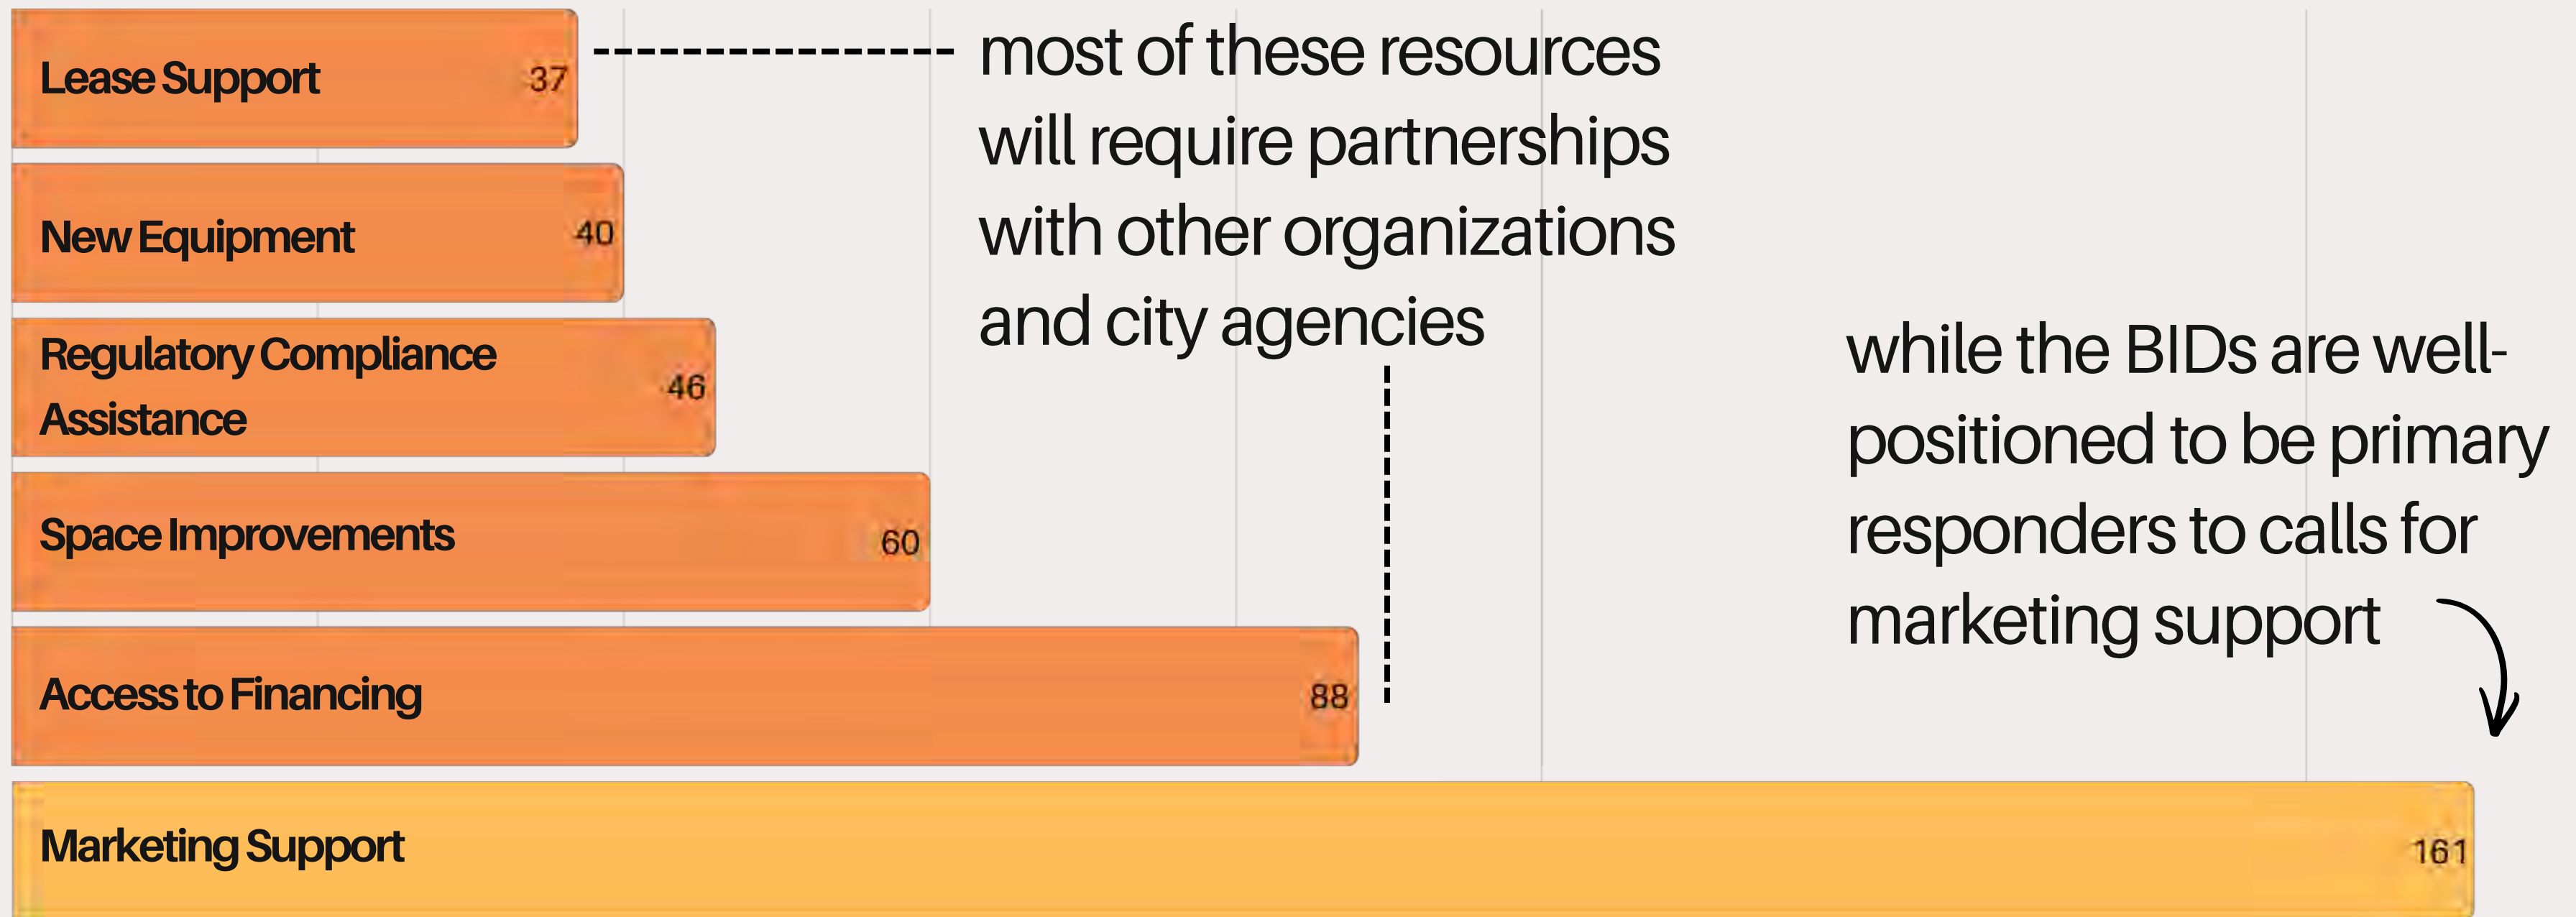 Lease Support 37
most of these resources
will require partnerships
with other organizations
and city agencies
New Equipment 40
Regulatory Compliance
Assistance 46
Space Improvements 60
while the BIDs are well-
positioned to be primary
responders to calls for
marketing support
Access to Financing 88
Marketing Support 161